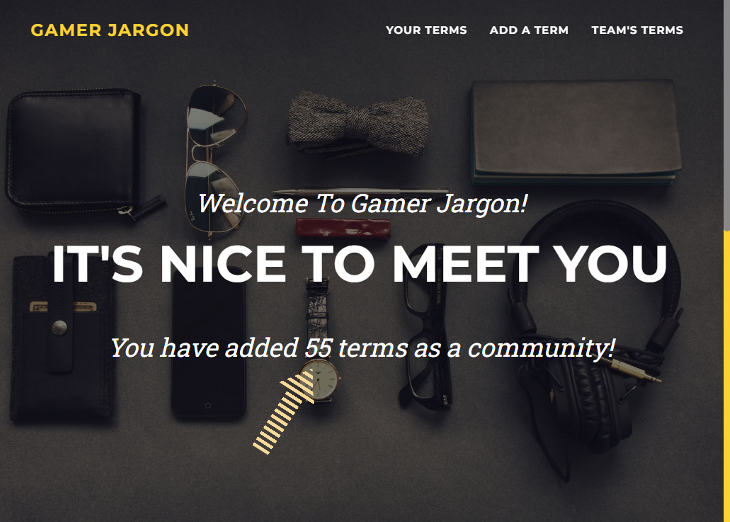 GAMER JARGON
YOUR TERMS ADD A TERM TEAM'S TERMS
Welcome To Gamer Jargon!
IT'S NICE TO MEET YOU
You have added 55 terms as a community!